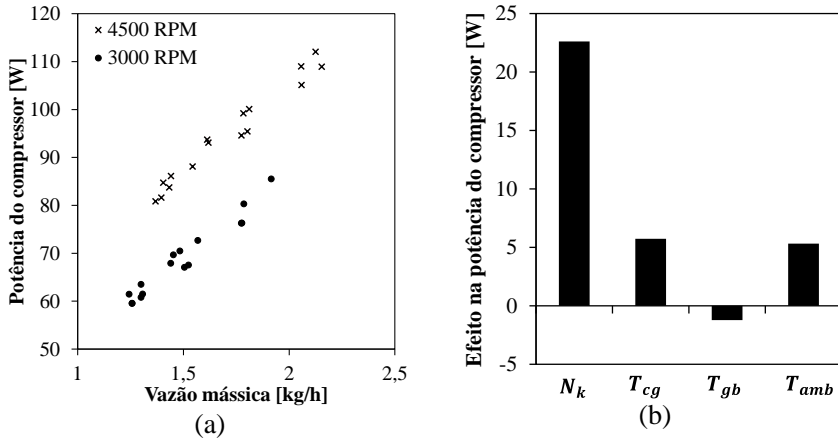 Potência do compressor [W]
120
110
100
90
80
70
60
50
× 4500 RPM
● 3000 RPM
1
1,5
2
2,5
Vazão mássica [kg/h]
(a)
Efeito na potência do compressor [W]
25
20
15
10
5
0
-5
N_k
T_cg
T_gb
T_amb
(b)